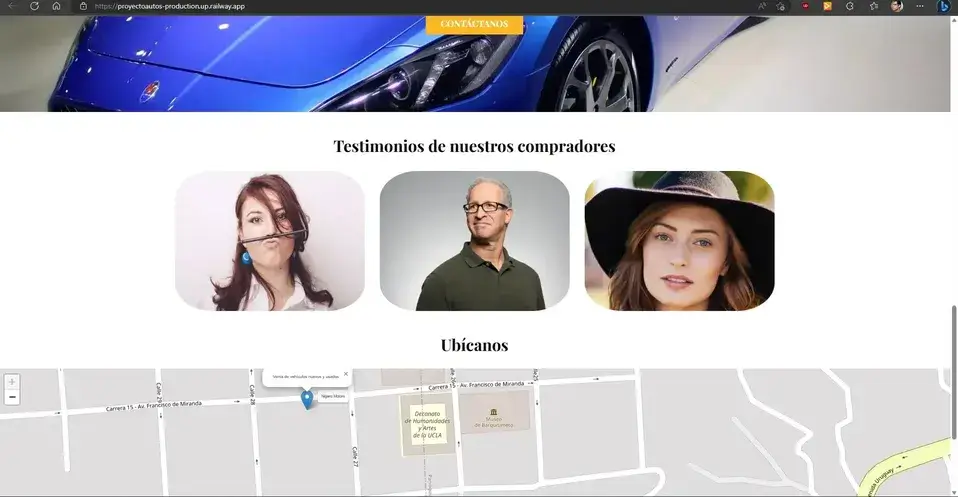 https://proyectoautos-production.up.railway.app
CONTÁCTANOS
Testimonios de nuestros compradores
Ubícanos
+
−
Venta de vehículos nuevos y usados
×
Carrera 15 - Av. Francisco de Miranda
Carrera 15 - Av. Francisco de Miranda
Calle 29
Calle 28
Calle 27
Decanato
de Humanidades
y Artes
de la UCLA
Museo
de Barquisimeto
Uruguay